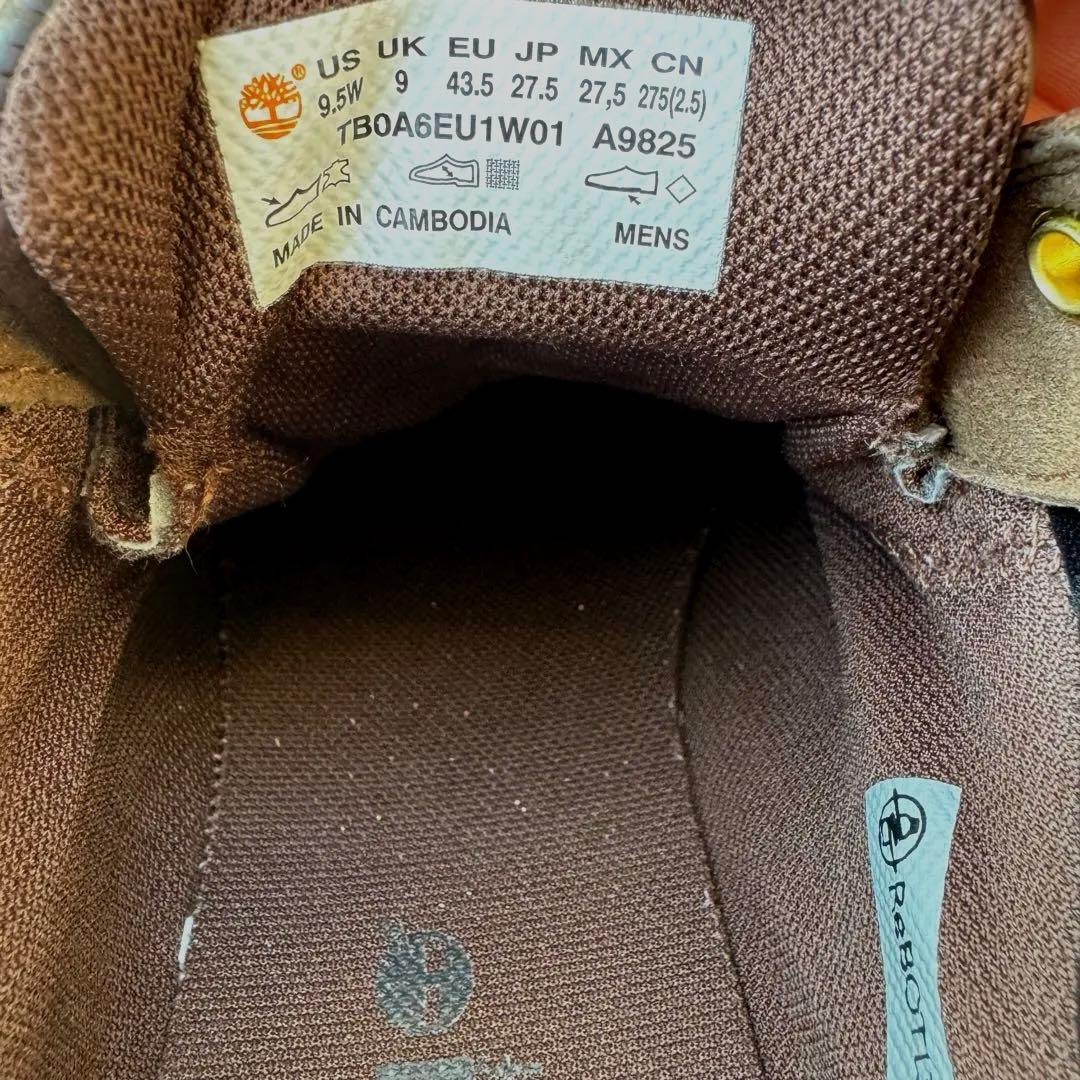 US UK EU JP MX CN
9.5W 9 43.5 27.5 27,5 275(2.5)
TB0A6EU1W01 A9825
MADE IN CAMBODIA MENS
ReBOTL